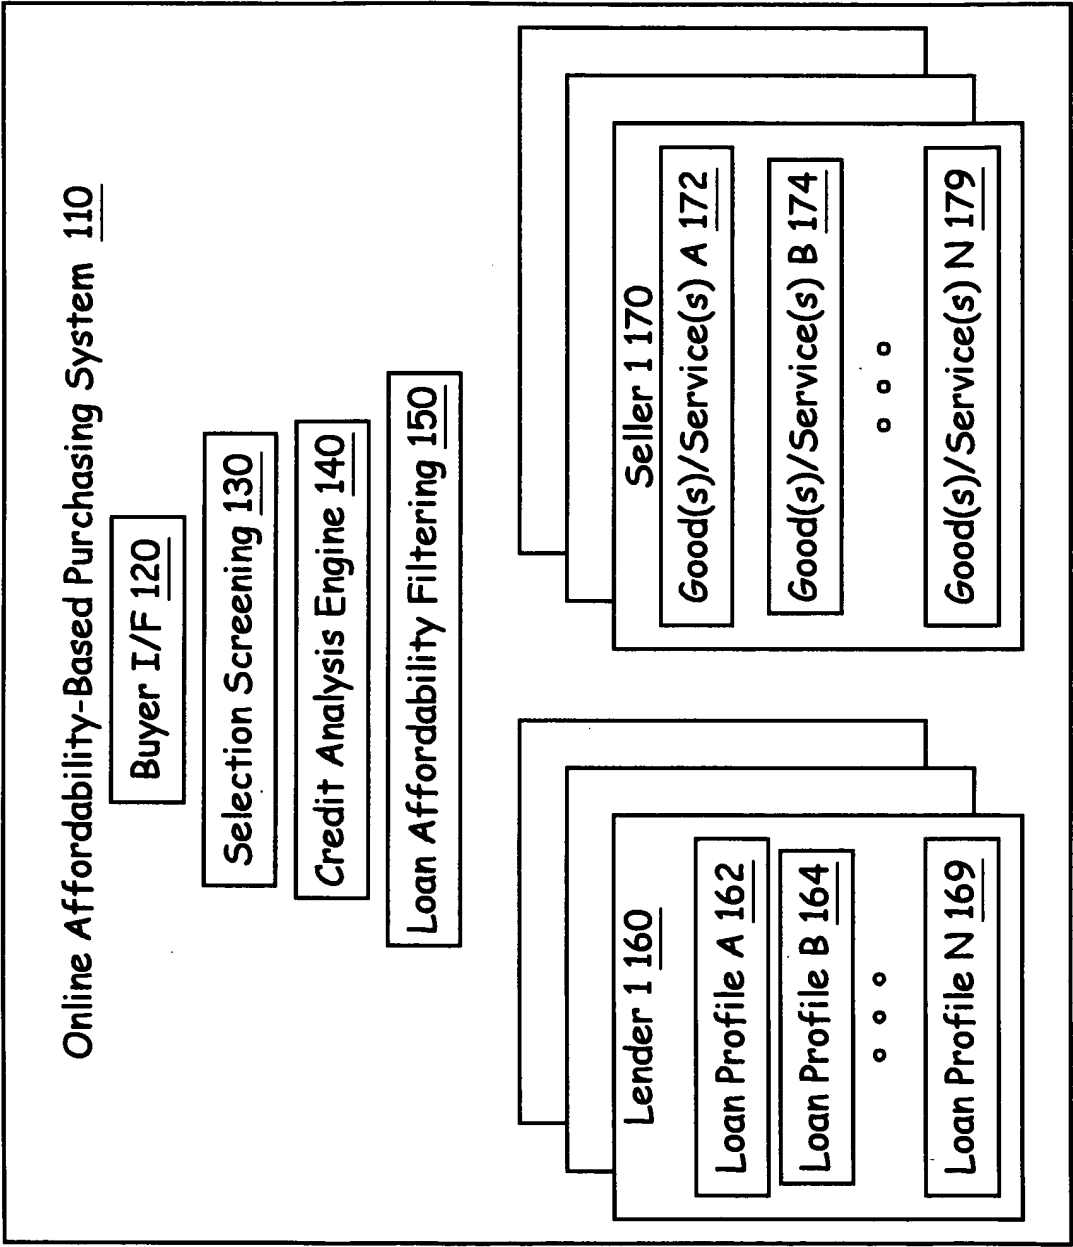 Online Affordability-Based Purchasing System 110
Buyer I/F 120
Selection Screening 130
Credit Analysis Engine 140
Loan Affordability Filtering 150
Lender 1 160
Loan Profile A 162
Loan Profile B 164
Loan Profile N 169
Seller 1 170
Good(s)/Service(s) A 172
Good(s)/Service(s) B 174
Good(s)/Service(s) N 179